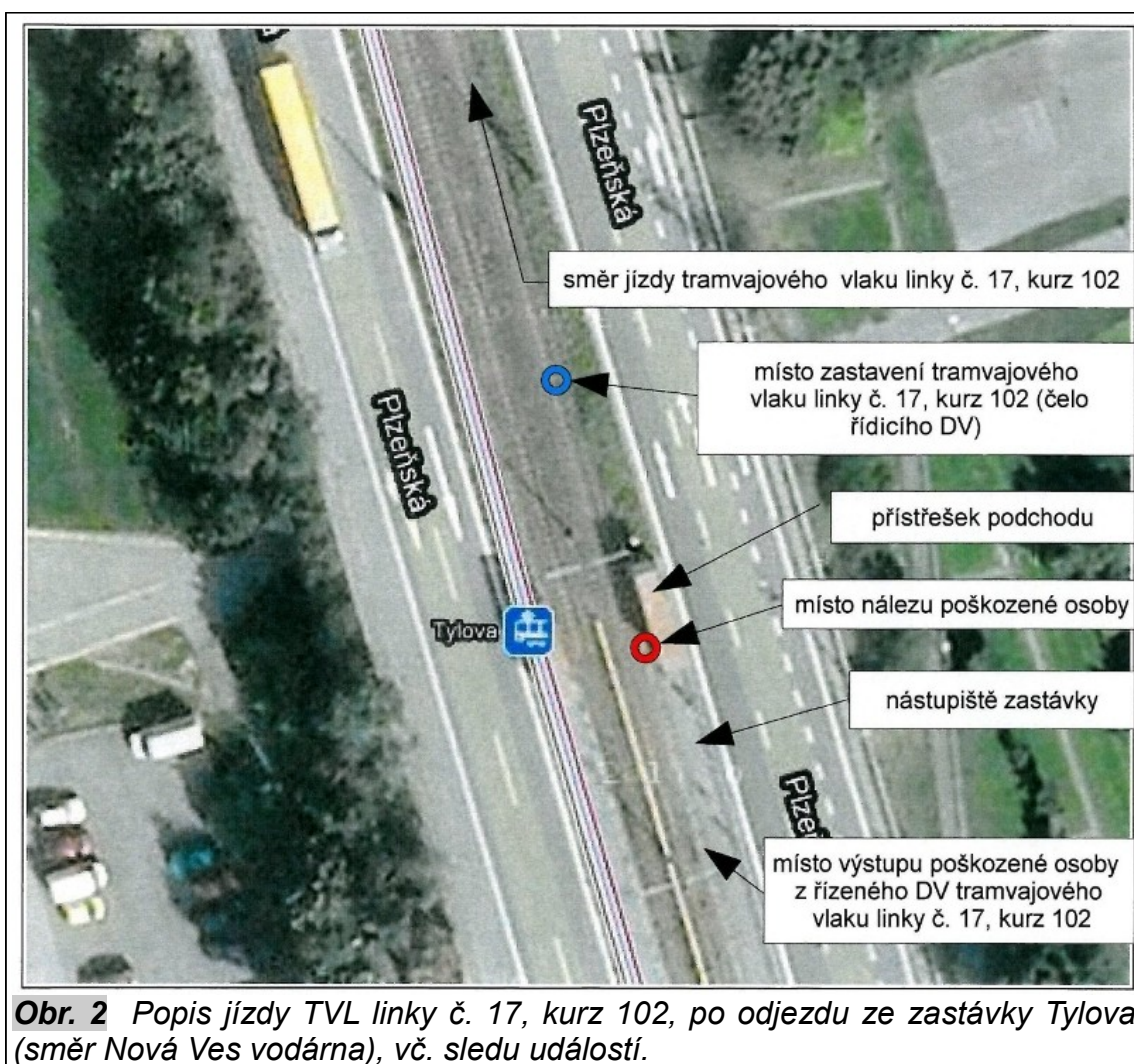 Plzeňská
směr jízdy tramvajového vlaku linky č. 17, kurz 102
místo zastavení tramvajového
vlaku linky č. 17, kurz 102 (čelo
řídicího DV)
Plzeňská
přístřešek podchodu
místo nálezu poškozené osoby
Tylova
nástupiště zastávky
místo výstupu poškozené osoby
z řízeného DV tramvajového
vlaku linky č. 17, kurz 102
Obr. 2 Popis jízdy TVL linky č. 17, kurz 102, po odjezdu ze zastávky Tylova
(směr Nová Ves vodárna), vč. sledu událostí.